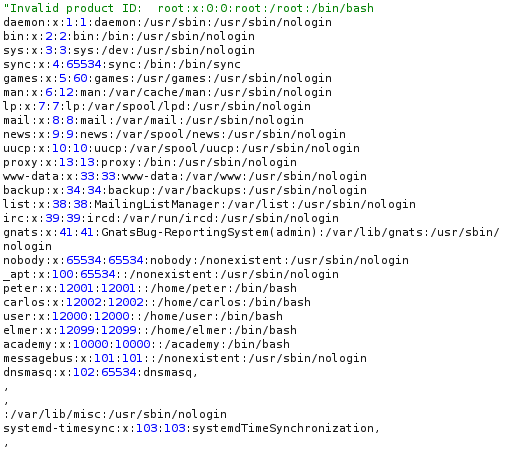 "Invalid product ID:  root:x:0:0:root:/root:/bin/bash
daemon:x:1:1:daemon:/usr/sbin:/usr/sbin/nologin
bin:x:2:2:bin:/bin:/usr/sbin/nologin
sys:x:3:3:sys:/dev:/usr/sbin/nologin
sync:x:4:65534:sync:/bin:/bin/sync
games:x:5:60:games:/usr/games:/usr/sbin/nologin
man:x:6:12:man:/var/cache/man:/usr/sbin/nologin
lp:x:7:7:lp:/var/spool/lpd:/usr/sbin/nologin
mail:x:8:8:mail:/var/mail:/usr/sbin/nologin
news:x:9:9:news:/var/spool/news:/usr/sbin/nologin
uucp:x:10:10:uucp:/var/spool/uucp:/usr/sbin/nologin
proxy:x:13:13:proxy:/bin:/usr/sbin/nologin
www-data:x:33:33:www-data:/var/www:/usr/sbin/nologin
backup:x:34:34:backup:/var/backups:/usr/sbin/nologin
list:x:38:38:MailingListManager:/var/list:/usr/sbin/nologin
irc:x:39:39:ircd:/var/run/ircd:/usr/sbin/nologin
gnats:x:41:41:GnatsBug-ReportingSystem(admin):/var/lib/gnats:/usr/sbin/
nologin
nobody:x:65534:65534:nobody:/nonexistent:/usr/sbin/nologin
_apt:x:100:65534::/nonexistent:/usr/sbin/nologin
peter:x:12001:12001::/home/peter:/bin/bash
carlos:x:12002:12002::/home/carlos:/bin/bash
user:x:12000:12000::/home/user:/bin/bash
elmer:x:12099:12099::/home/elmer:/bin/bash
academy:x:10000:10000::/academy:/bin/bash
messagebus:x:101:101::/nonexistent:/usr/sbin/nologin
dnsmasq:x:102:65534:dnsmasq,
,
,
:/var/lib/misc:/usr/sbin/nologin
systemd-timesync:x:103:103:systemdTimeSynchronization,
,